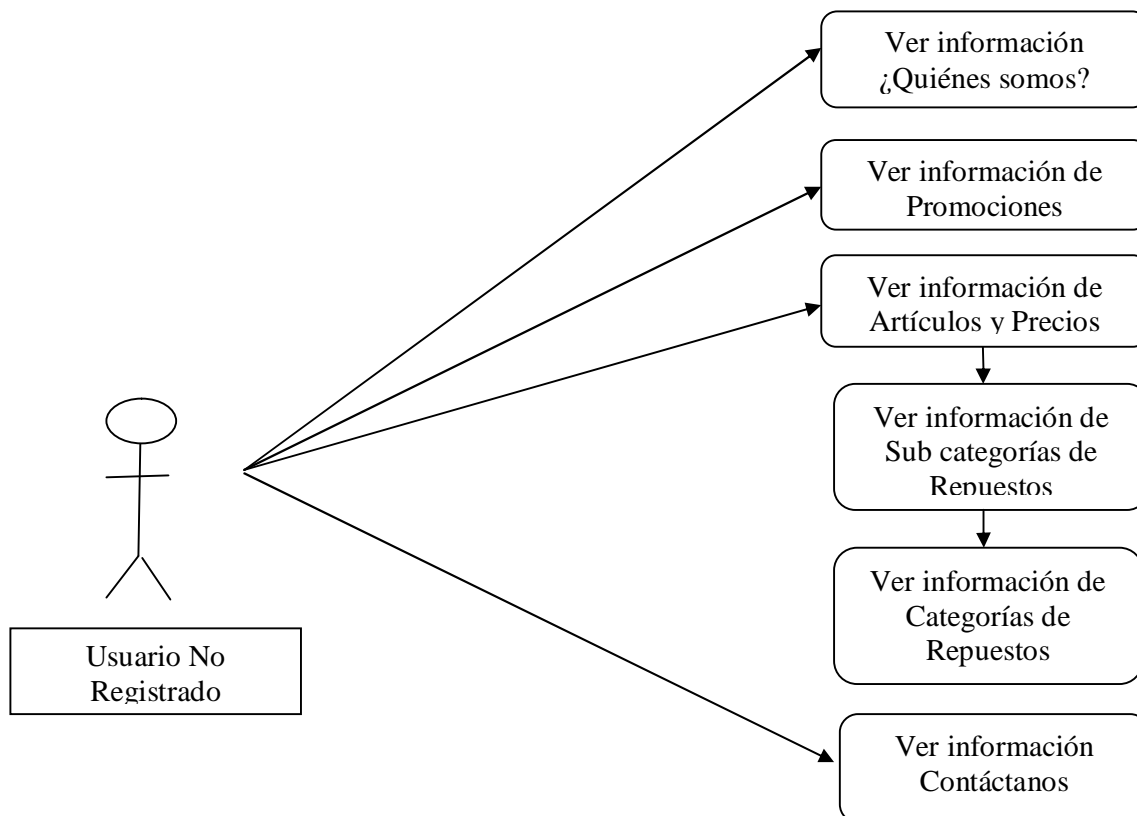 Ver información
¿Quiénes somos?
Ver información de
Promociones
Ver información de
Artículos y Precios
Ver información de
Sub categorías de
Repuestos
Ver información de
Categorías de
Repuestos
Usuario No
Registrado
Ver información
Contáctanos